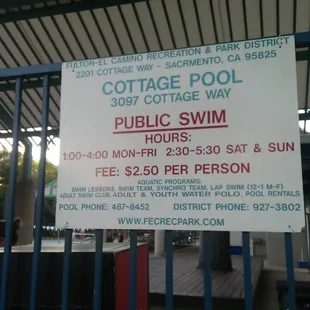 FULTON-EL CAMINO RECREATION & PARK DISTRICT
2201 COTTAGE WAY - SACRMENTO, CA 95825
COTTAGE POOL
3097 COTTAGE WAY
PUBLIC SWIM
HOURS:
1:00-4:00 MON-FRI 2:30-5:30 SAT & SUN
FEE: $2.50 PER PERSON
AQUATIC PROGRAMS:
SWIM LESSONS, SWIM TEAM, SYNCHRO TEAM, LAP SWIM (12-1 M-F)
ADULT SWIM CLUB, ADULT & YOUTH WATER POLO, POOL RENTALS
POOL PHONE: 487-8452 DISTRICT PHONE: 927-3802
WWW.FECRECPARK.COM